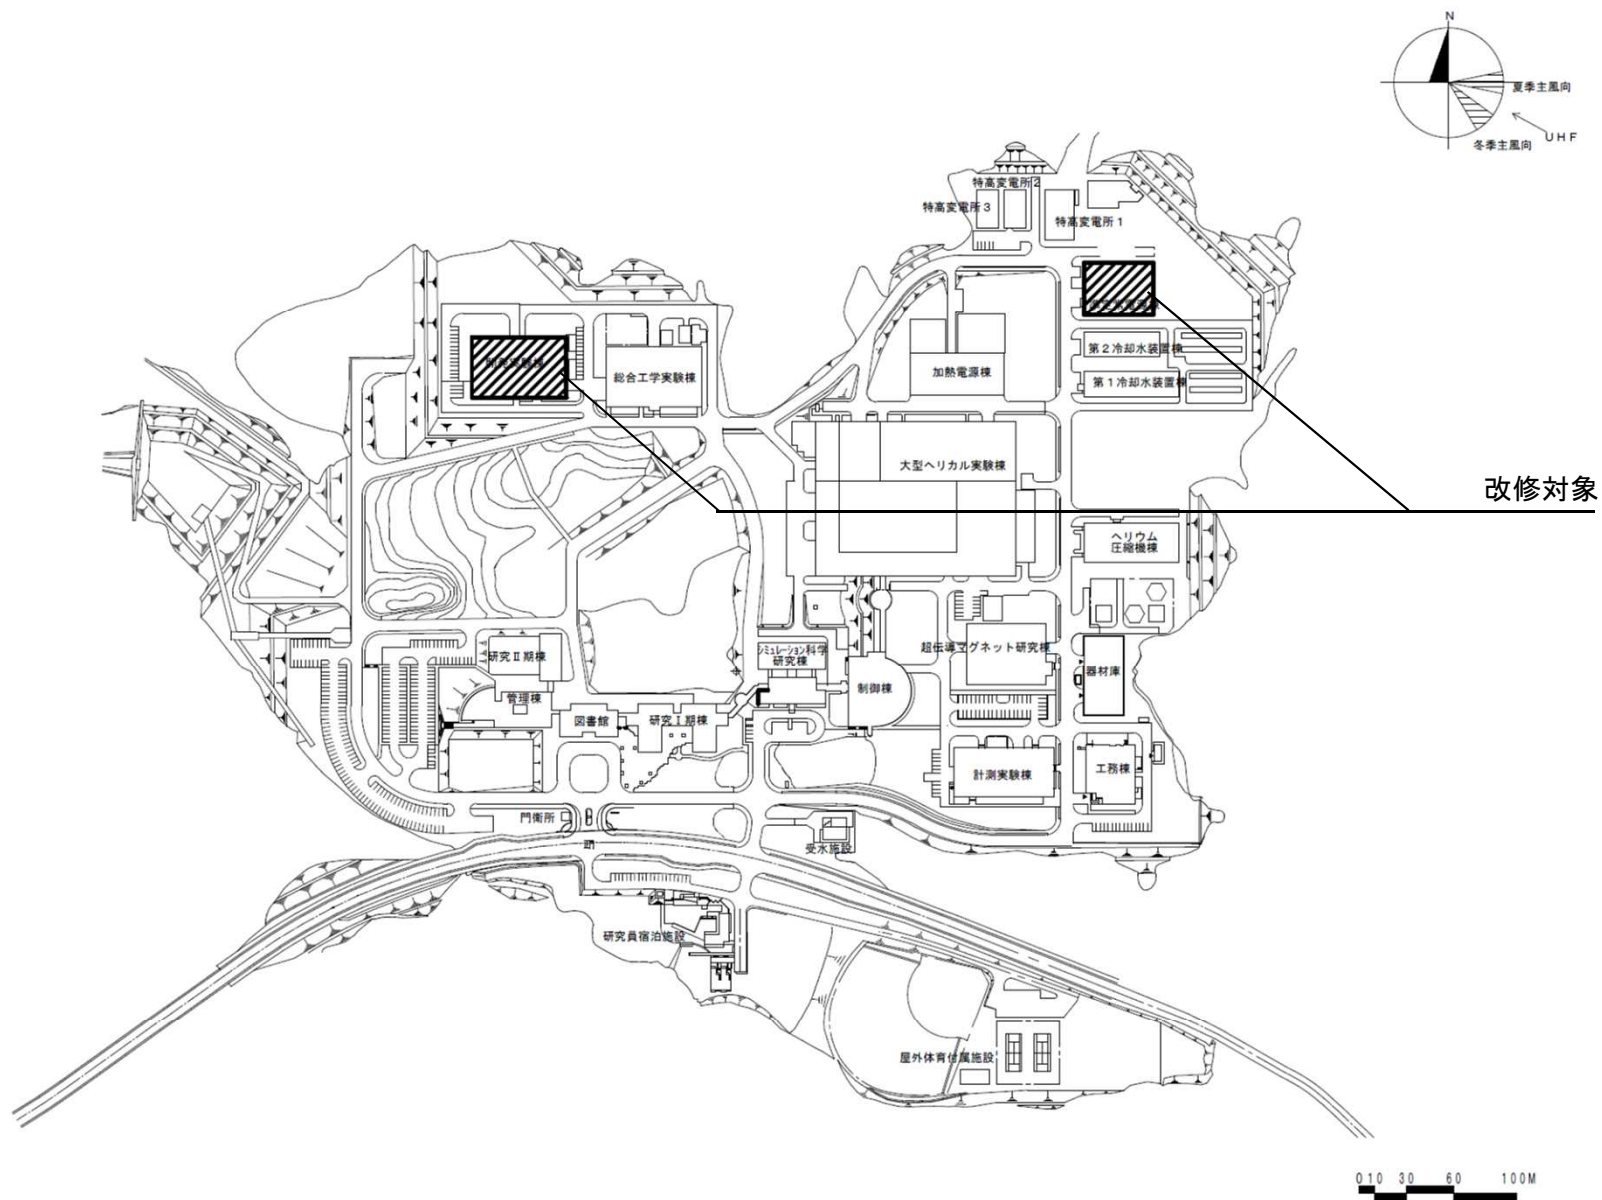 N
夏季主風向
UHF
冬季主風向
特高変電所2
特高変電所3
特高変電所1
開発実験棟
総合工学実験棟
加熱電源棟
第2冷却水装置棟
第1冷却水装置棟
大型ヘリカル実験棟
改修対象
ヘリウム
圧縮機棟
シミュレーション科学
研究棟
超伝導マグネット研究棟
研究Ⅱ期棟
制御棟
器材庫
管理棟
図書館
研究Ⅰ期棟
計測実験棟
工務棟
門衛所
受水施設
研究員宿泊施設
屋外体育付属施設
0 10 30 60 100M